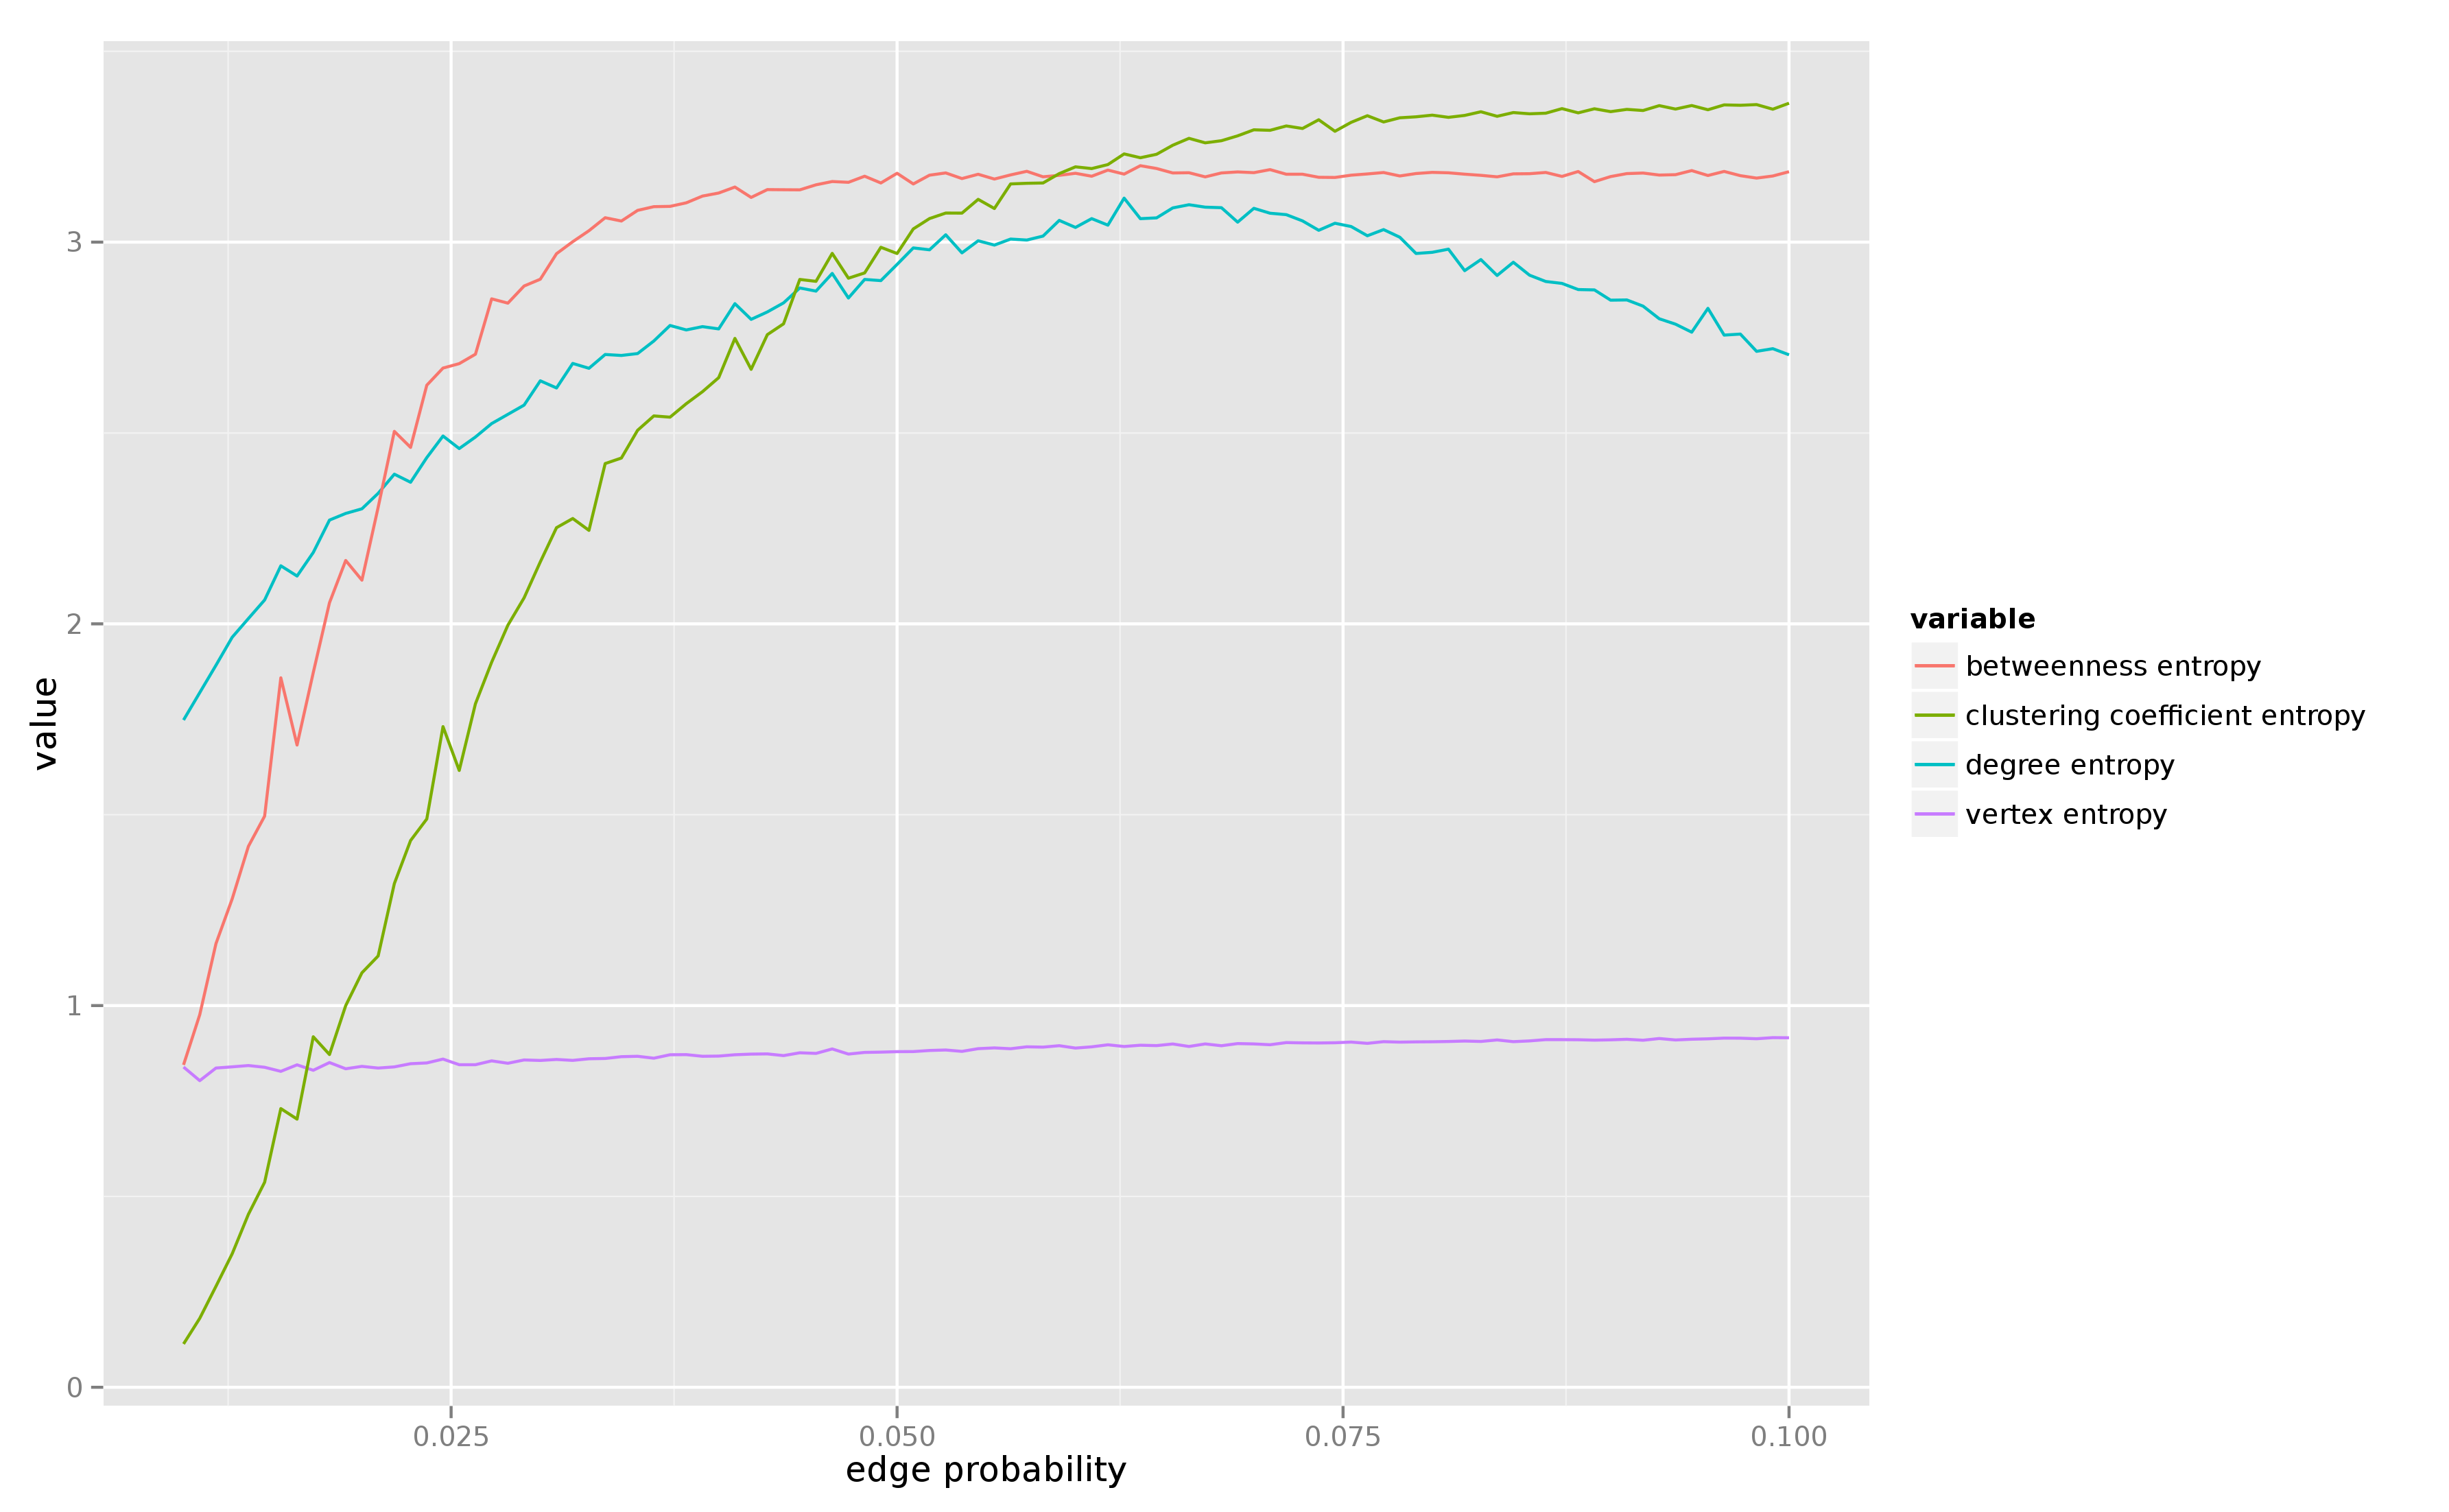 value
3
2
1
0
0.025
0.050
0.075
0.100
edge probability
variable
betweenness entropy
clustering coefficient entropy
degree entropy
vertex entropy